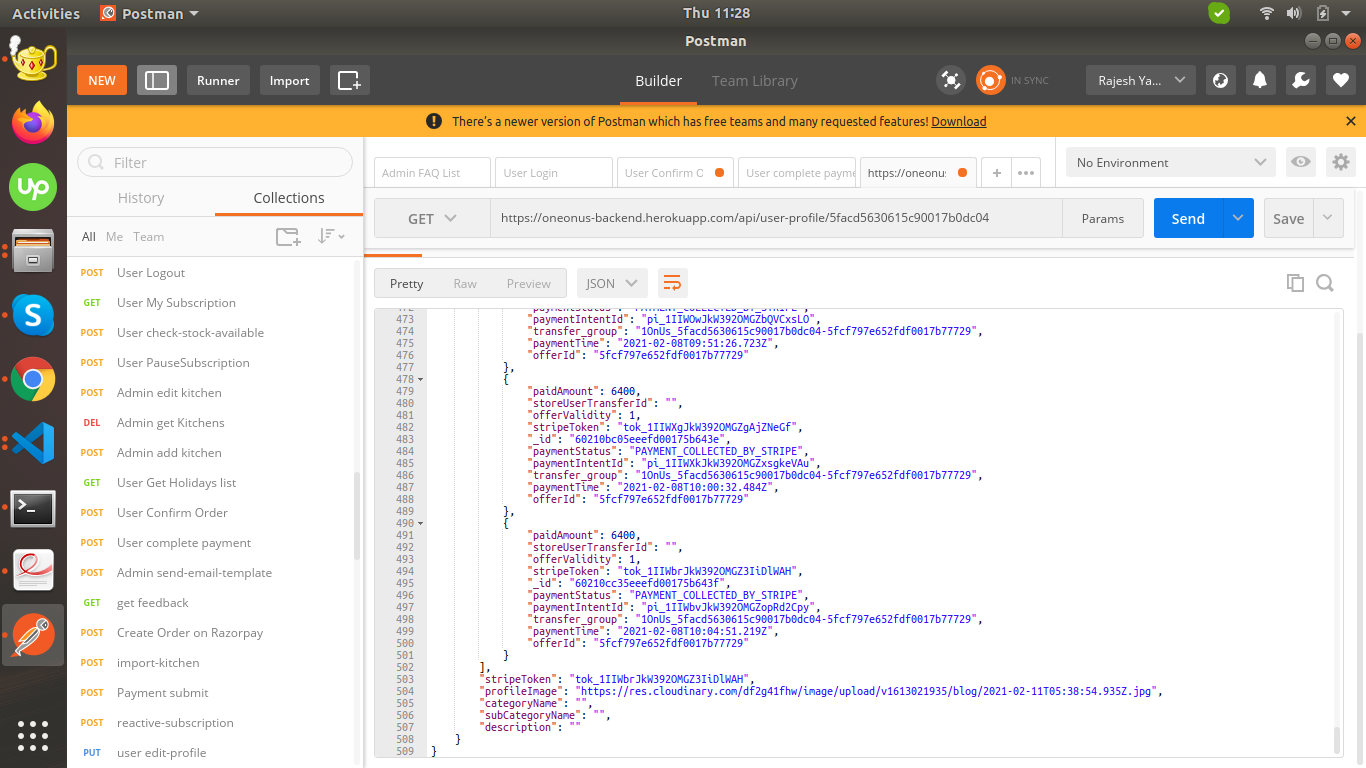 Activities
Postman
Thu 11:28
Postman
NEW
Runner
Import
Builder
Team Library
IN SYNC
Rajesh Ya...
There's a newer version of Postman which has free teams and many requested features! Download
Filter
History
Collections
All Me Team
POST User Logout
GET User My Subscription
POST User check-stock-available
POST User PauseSubscription
POST Admin edit kitchen
DEL Admin get Kitchens
POST Admin add kitchen
GET User Get Holidays list
POST User Confirm Order
POST User complete payment
POST Admin send-email-template
GET get feedback
POST Create Order on Razorpay
POST import-kitchen
POST Payment submit
POST reactive-subscription
PUT user edit-profile
Admin FAQ List
User Login
User Confirm O
User complete payme
https://oneonus
No Environment
GET
https://oneonus-backend.herokuapp.com/api/user-profile/5facd5630615c90017b0dc04
Params
Send
Save
Pretty
Raw
Preview
JSON
472 "paymentStatus": "PAYMENT_COLLECTED_BY_STRIPE",
473 "paymentIntentId": "pi_1IIWOwJkW392OMGZbQVCxsLO",
474 "transfer_group": "1OnUs_5facd5630615c90017b0dc04-5fcf797e652fdf0017b77729",
475 "paymentTime": "2021-02-08T09:51:26.723Z",
476 "offerId": "5fcf797e652fdf0017b77729"
477 },
478 {
479 "paidAmount": 6400,
480 "storeUserTransferId": "",
481 "offerValidity": 1,
482 "stripeToken": "tok_1IIWXgJkW392OMGZgAjZNeGf",
483 "_id": "60210bc05eeefd00175b643e",
484 "paymentStatus": "PAYMENT_COLLECTED_BY_STRIPE",
485 "paymentIntentId": "pi_1IIWXkJkW392OMGZxsgkeVAu",
486 "transfer_group": "1OnUs_5facd5630615c90017b0dc04-5fcf797e652fdf0017b77729",
487 "paymentTime": "2021-02-08T10:00:32.484Z",
488 "offerId": "5fcf797e652fdf0017b77729"
489 },
490 {
491 "paidAmount": 6400,
492 "storeUserTransferId": "",
493 "offerValidity": 1,
494 "stripeToken": "tok_1IIWbrJkW392OMGZ3IiDlWAH",
495 "_id": "60210cc35eeefd00175b643f",
496 "paymentStatus": "PAYMENT_COLLECTED_BY_STRIPE",
497 "paymentIntentId": "pi_1IIWbvJkW392OMGZopRd2Cpy",
498 "transfer_group": "1OnUs_5facd5630615c90017b0dc04-5fcf797e652fdf0017b77729",
499 "paymentTime": "2021-02-08T10:04:51.219Z",
500 "offerId": "5fcf797e652fdf0017b77729"
501 }
502 ],
503 "stripeToken": "tok_1IIWbrJkW392OMGZ3IiDlWAH",
504 "profileImage": "https://res.cloudinary.com/df2g41fhw/image/upload/v1613021935/blog/2021-02-11T05:38:54.935Z.jpg",
505 "categoryName": "",
506 "subCategoryName": "",
507 "description": ""
508 }
509 }